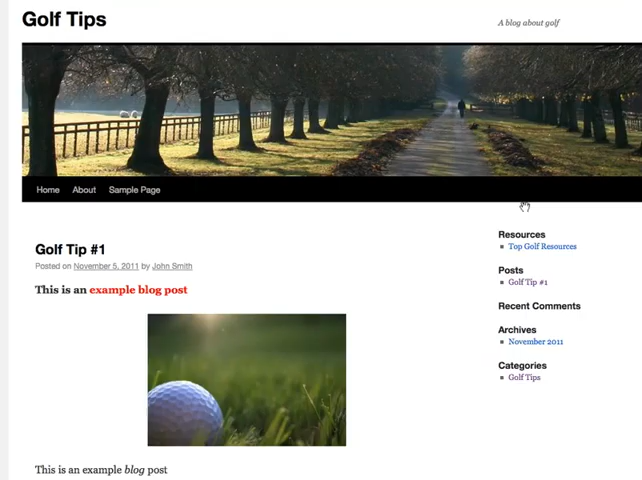 Golf Tips
A blog about golf
Home About Sample Page
Golf Tip #1
Posted on November 5, 2011 by John Smith
This is an example blog post
This is an example blog post
Resources
Top Golf Resources
Posts
Golf Tip #1
Recent Comments
Archives
November 2011
Categories
Golf Tips